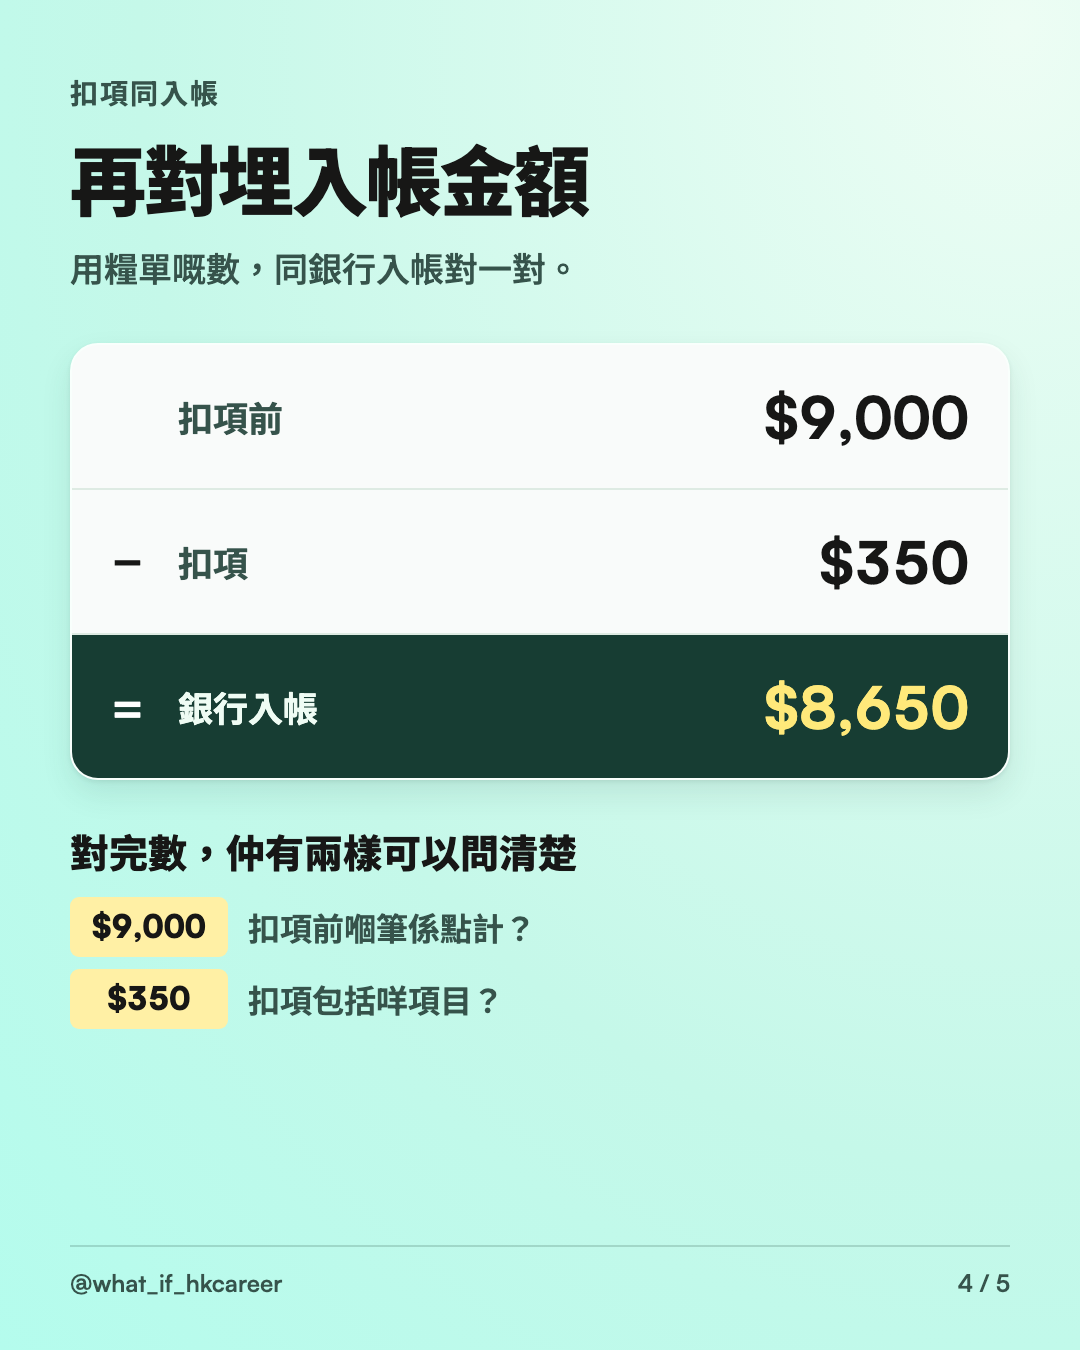 扣項同入帳
再對埋入帳金額
用糧單嘅數，同銀行入帳對一對。
扣項前 $9,000
− 扣項 $350
= 銀行入帳 $8,650
對完數，仲有兩樣可以問清楚
$9,000 扣項前嗰筆係點計？
$350 扣項包括咩項目？
@what_if_hkcareer 4 / 5